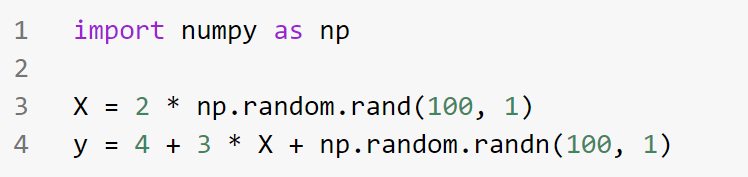 1 import numpy as np
2
3 X = 2 * np.random.rand(100, 1)
4 y = 4 + 3 * X + np.random.randn(100, 1)